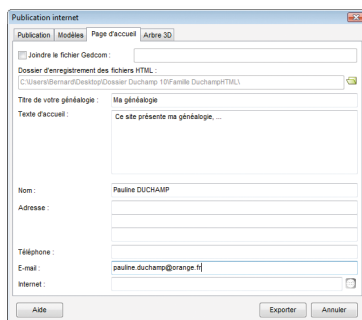 Publication internet
Publication Modèles Page d'accueil Arbre 3D
Joindre le fichier Gedcom :
Dossier d'enregistrement des fichiers HTML :
C:\Users\Bernard\Desktop\Dossier Duchamp 10\Famille DuchampHTML\
Titre de votre généalogie : Ma généalogie
Texte d'accueil : Ce site présente ma généalogie, ...
Nom : Pauline DUCHAMP
Adresse :
Téléphone :
E-mail : pauline.duchamp@orange.fr
Internet :
Aide Exporter Annuler